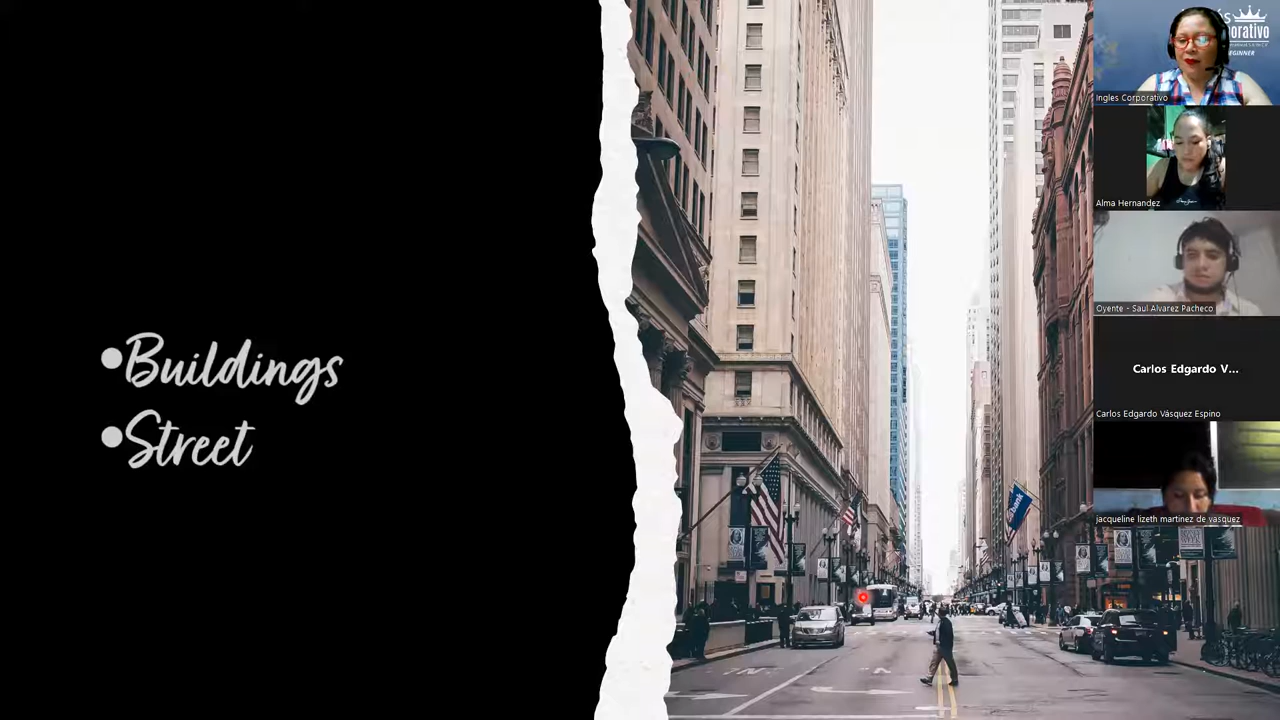 •Buildings
•Street
bank
Ingles Corporativo
Alma Hernandez
Oyente - Saul Alvarez Pacheco
Carlos Edgardo V...
Carlos Edgardo Vásquez Espino
jacqueline lizeth martinez de vasquez